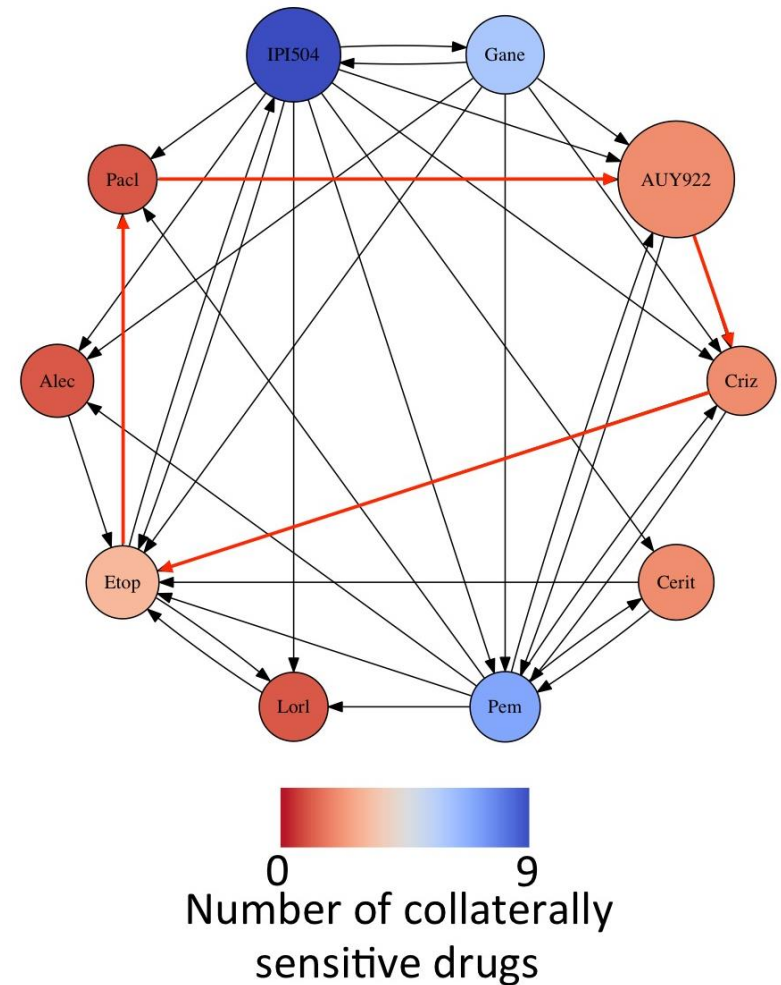 IPI504
Gane
Pacl
AUY922
Alec
Criz
Etop
Cerit
Lorl
Pem
0
9
Number of collaterally
sensitive drugs